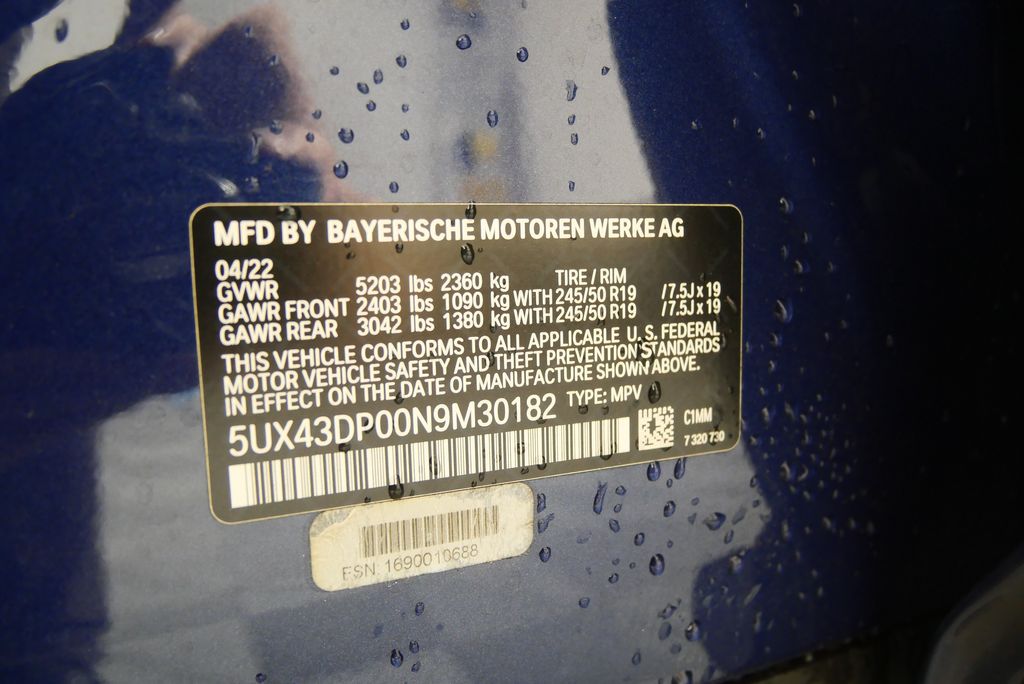 MFD BY BAYERISCHE MOTOREN WERKE AG
04/22
GVWR 5203 lbs 2360 kg TIRE / RIM
GAWR FRONT 2403 lbs 1090 kg WITH 245/50 R19 /7.5J x 19
GAWR REAR 3042 lbs 1380 kg WITH 245/50 R19 /7.5J x 19
THIS VEHICLE CONFORMS TO ALL APPLICABLE U.S. FEDERAL
MOTOR VEHICLE SAFETY AND THEFT PREVENTION STANDARDS
IN EFFECT ON THE DATE OF MANUFACTURE SHOWN ABOVE.
5UX43DP00N9M30182 TYPE: MPV
C1MM
7 320 730
FSN: 1690010688